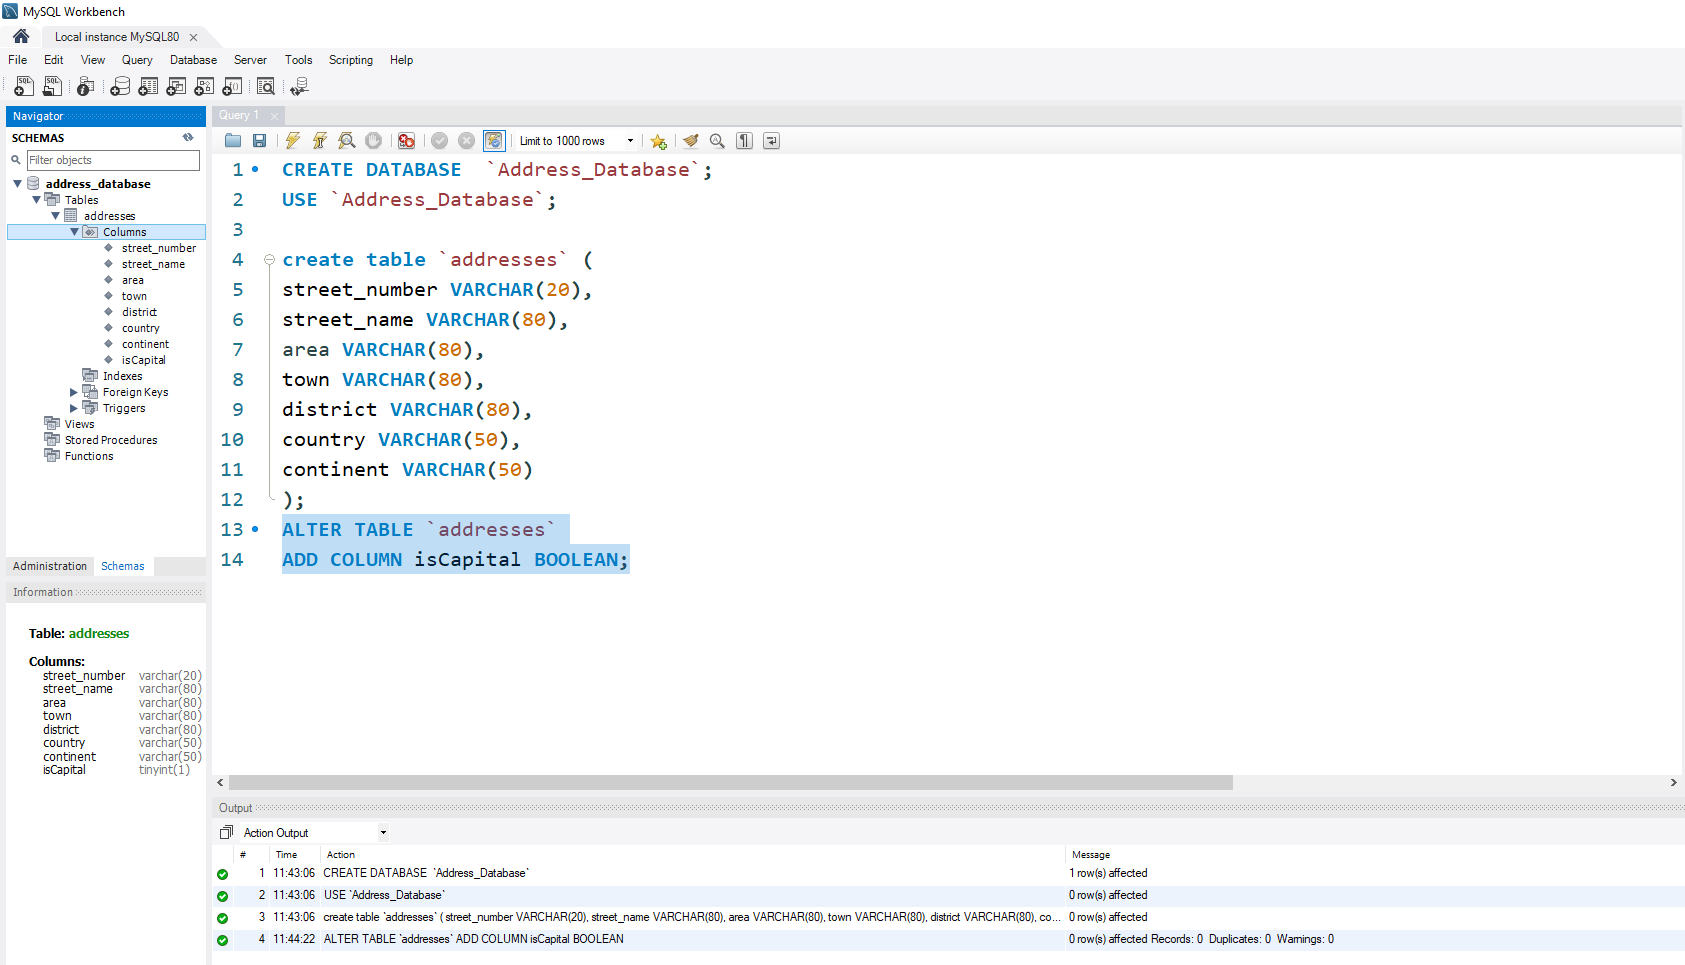 MySQL Workbench
Local instance MySQL80
File Edit View Query Database Server Tools Scripting Help
Navigator
SCHEMAS
Filter objects
address_database
Tables
addresses
Columns
street_number
street_name
area
town
district
country
continent
isCapital
Indexes
Foreign Keys
Triggers
Views
Stored Procedures
Functions
Administration Schemas
Information
Table: addresses
Columns:
street_number varchar(20)
street_name varchar(80)
area varchar(80)
town varchar(80)
district varchar(80)
country varchar(50)
continent varchar(50)
isCapital tinyint(1)
Query 1
Limit to 1000 rows
1 CREATE DATABASE  `Address_Database`;
2 USE `Address_Database`;
3
4 create table `addresses` (
5 street_number VARCHAR(20),
6 street_name VARCHAR(80),
7 area VARCHAR(80),
8 town VARCHAR(80),
9 district VARCHAR(80),
10 country VARCHAR(50),
11 continent VARCHAR(50)
12 );
13 ALTER TABLE `addresses`
14 ADD COLUMN isCapital BOOLEAN;
Output
Action Output
# Time Action Message
1 11:43:06 CREATE DATABASE  `Address_Database` 1 row(s) affected
2 11:43:06 USE `Address_Database` 0 row(s) affected
3 11:43:06 create table `addresses` ( street_number VARCHAR(20), street_name VARCHAR(80), area VARCHAR(80), town VARCHAR(80), district VARCHAR(80), co... 0 row(s) affected
4 11:44:22 ALTER TABLE `addresses` ADD COLUMN isCapital BOOLEAN 0 row(s) affected Records: 0  Duplicates: 0  Warnings: 0